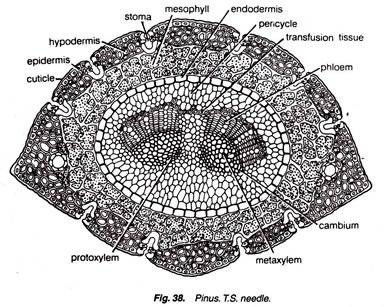 stoma
mesophyll
endodermis
pericycle
transfusion tissue
hypodermis
phloem
epidermis
cuticle
cambium
protoxylem
metaxylem
Fig. 38. Pinus. T.S. needle.